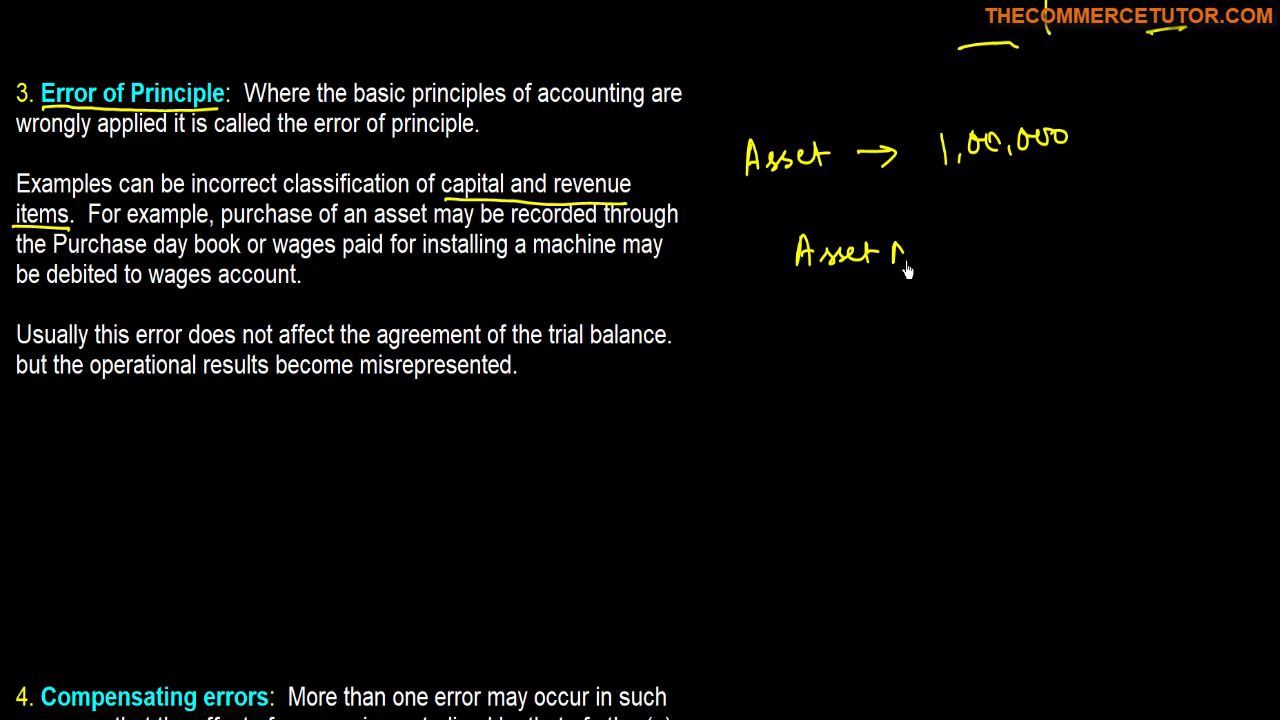 THECOMMERCETUTOR.COM
3. Error of Principle: Where the basic principles of accounting are
wrongly applied it is called the error of principle.
Examples can be incorrect classification of capital and revenue
items. For example, purchase of an asset may be recorded through
the Purchase day book or wages paid for installing a machine may
be debited to wages account.
Usually this error does not affect the agreement of the trial balance.
but the operational results become misrepresented.
Asset → 1,00,000
Asset
4. Compensating errors: More than one error may occur in such